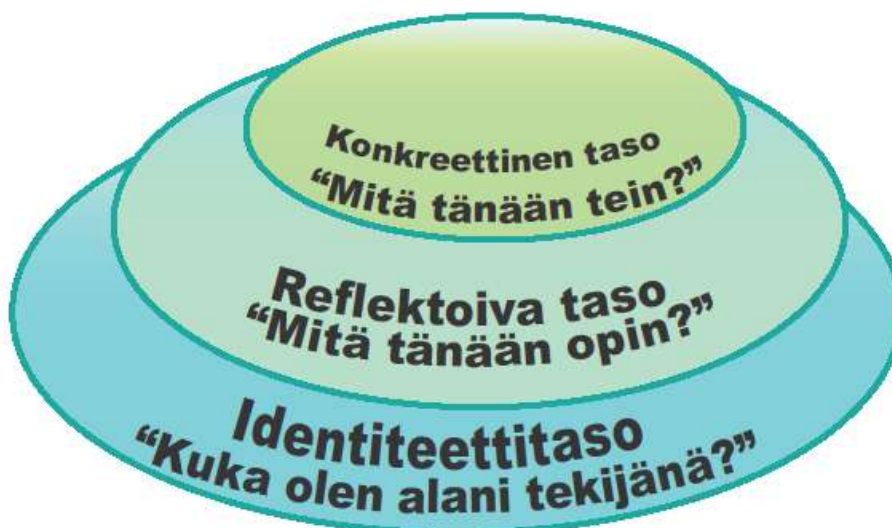 Konkreettinen taso
“Mitä tänään tein?”
Reflektoiva taso
“Mitä tänään opin?”
Identiteettitaso
“Kuka olen alani tekijänä?”